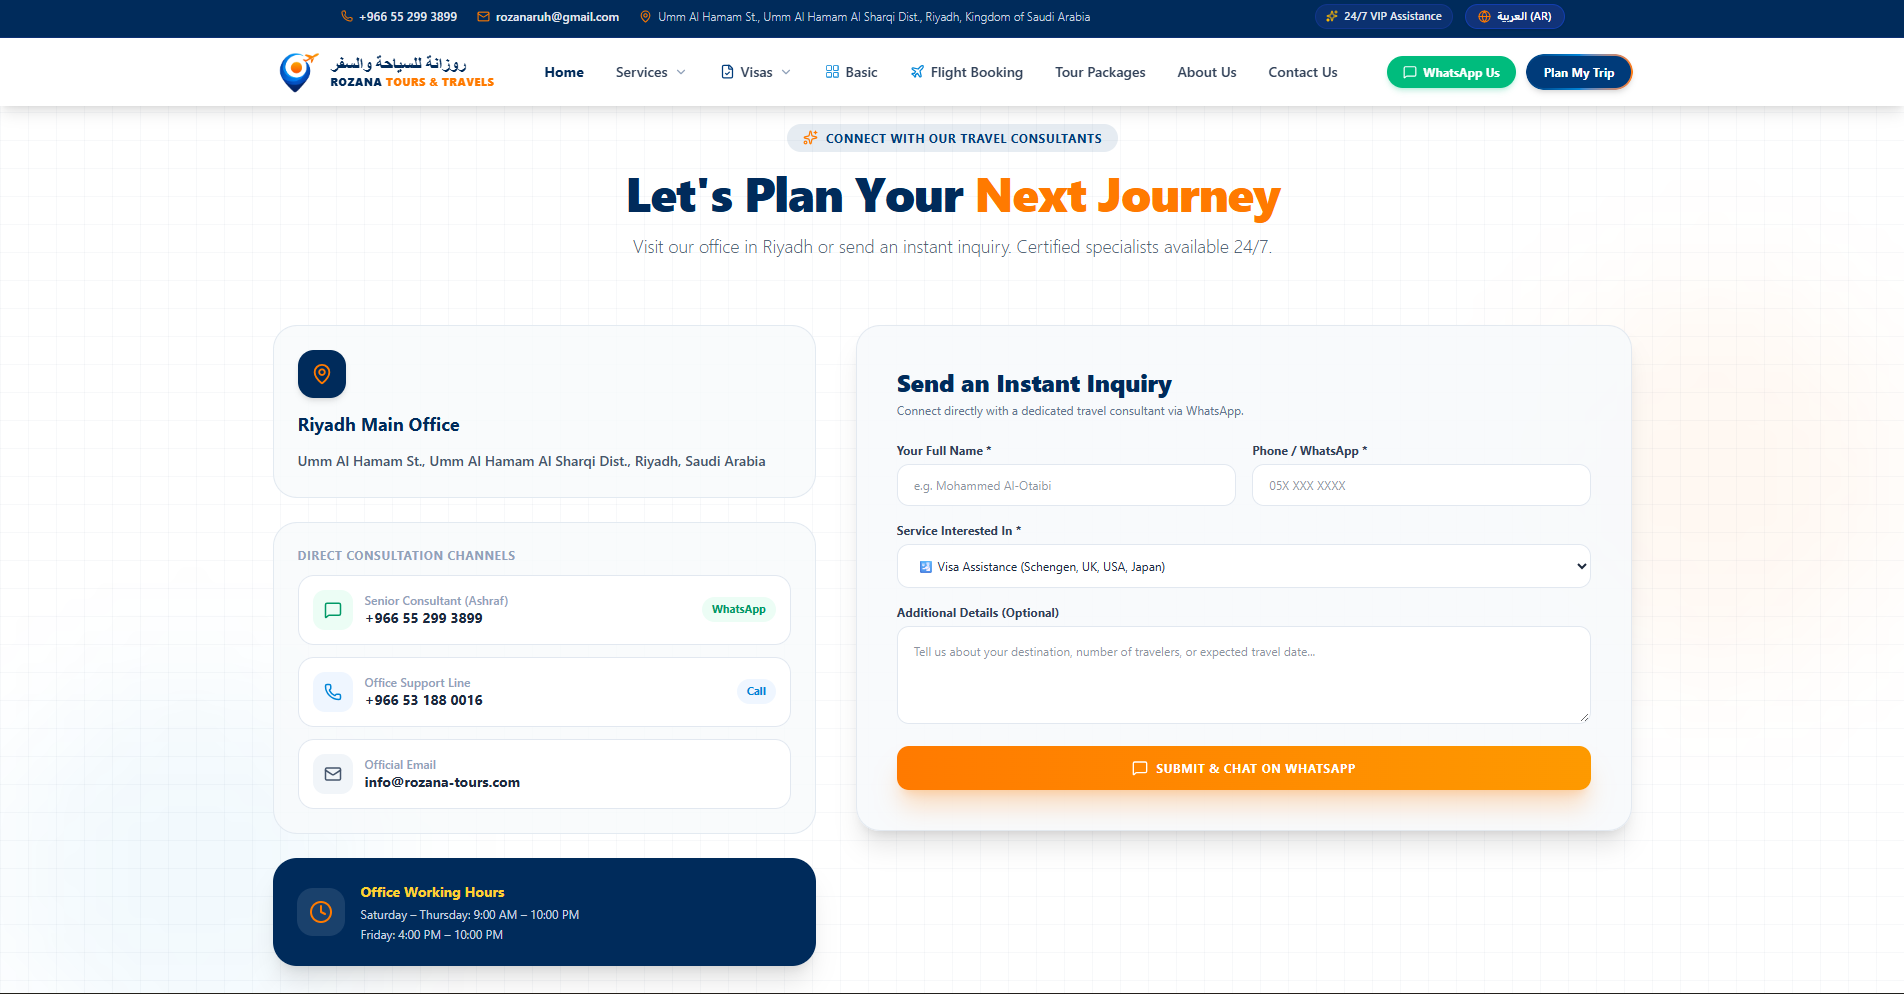 +966 55 299 3899
rozanaruh@gmail.com
Umm Al Hamam St., Umm Al Hamam Al Sharqi Dist., Riyadh, Kingdom of Saudi Arabia
24/7 VIP Assistance
العربية (AR)
روزانة للسياحة والسفر
ROZANA TOURS & TRAVELS
Home
Services
Visas
Basic
Flight Booking
Tour Packages
About Us
Contact Us
WhatsApp Us
Plan My Trip
CONNECT WITH OUR TRAVEL CONSULTANTS
Let's Plan Your Next Journey
Visit our office in Riyadh or send an instant inquiry. Certified specialists available 24/7.
Riyadh Main Office
Umm Al Hamam St., Umm Al Hamam Al Sharqi Dist., Riyadh, Saudi Arabia
DIRECT CONSULTATION CHANNELS
Senior Consultant (Ashraf)
+966 55 299 3899
WhatsApp
Office Support Line
+966 53 188 0016
Call
Official Email
info@rozana-tours.com
Office Working Hours
Saturday – Thursday: 9:00 AM – 10:00 PM
Friday: 4:00 PM – 10:00 PM
Send an Instant Inquiry
Connect directly with a dedicated travel consultant via WhatsApp.
Your Full Name *
e.g. Mohammed Al-Otaibi
Phone / WhatsApp *
05X XXX XXXX
Service Interested In *
Visa Assistance (Schengen, UK, USA, Japan)
Additional Details (Optional)
Tell us about your destination, number of travelers, or expected travel date...
SUBMIT & CHAT ON WHATSAPP